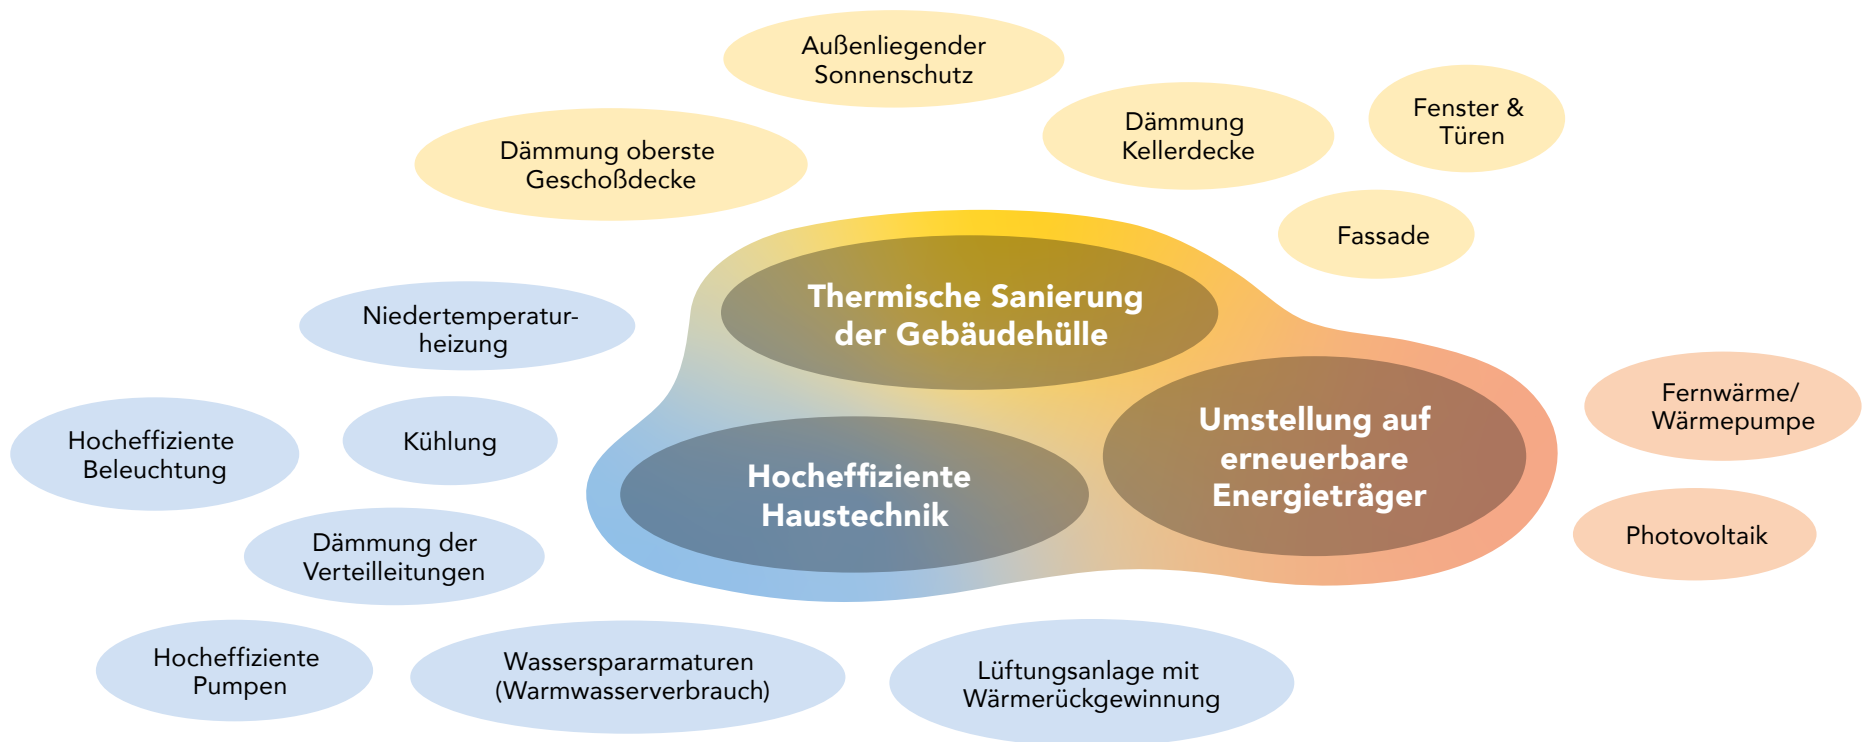 Außenliegender
Sonnenschutz
Dämmung
Kellerdecke
Fenster &
Türen
Dämmung oberste
Geschoßdecke
Fassade
Thermische Sanierung
der Gebäudehülle
Niedertemperatur-
heizung
Fernwärme/
Wärmepumpe
Umstellung auf
erneuerbare
Energieträger
Hocheffiziente
Beleuchtung
Kühlung
Hocheffiziente
Haustechnik
Photovoltaik
Dämmung der
Verteilleitungen
Hocheffiziente
Pumpen
Wasserspararmaturen
(Warmwasserverbrauch)
Lüftungsanlage mit
Wärmerückgewinnung